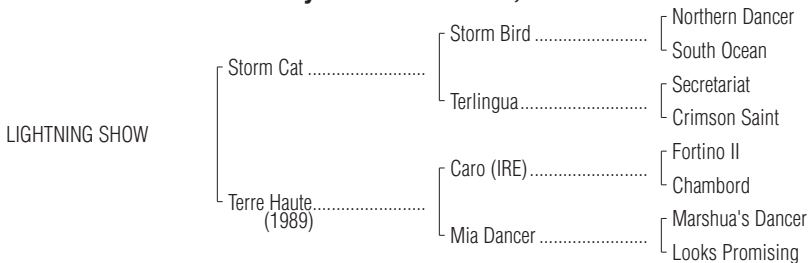 Northern Dancer
Storm Bird ..........................
South Ocean
Storm Cat .........................
Secretariat
Terlingua...........................
Crimson Saint
LIGHTNING SHOW
Fortino II
Caro (IRE).........................
Chambord
Terre Haute........................
(1989)
Marshua's Dancer
Mia Dancer .......................
Looks Promising